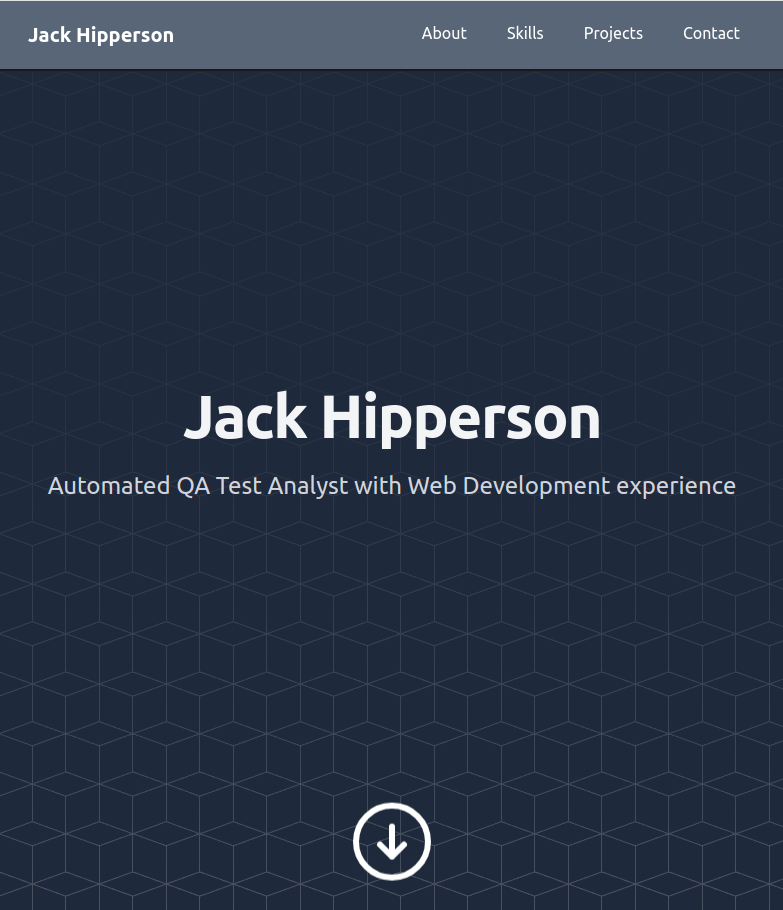 Jack Hipperson
About Skills Projects Contact
Jack Hipperson
Automated QA Test Analyst with Web Development experience